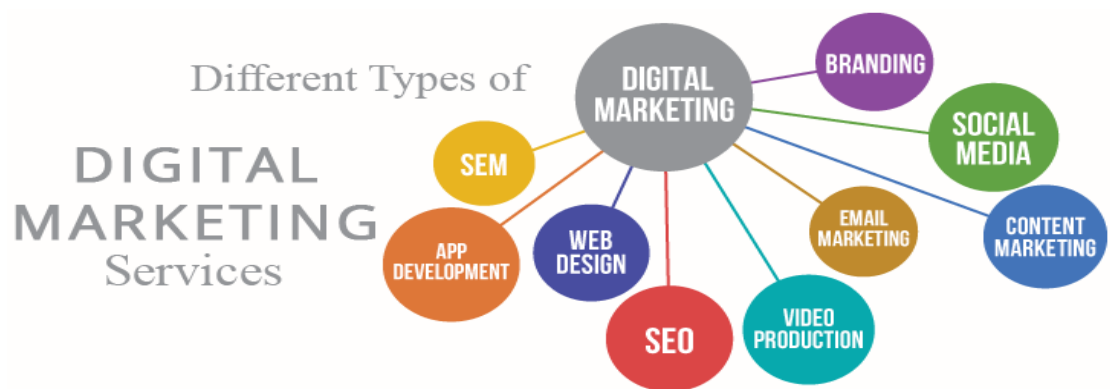 Different Types of
DIGITAL
MARKETING
Services
DIGITAL
MARKETING
BRANDING
SOCIAL
MEDIA
CONTENT
MARKETING
EMAIL
MARKETING
VIDEO
PRODUCTION
SEO
WEB
DESIGN
APP
DEVELOPMENT
SEM